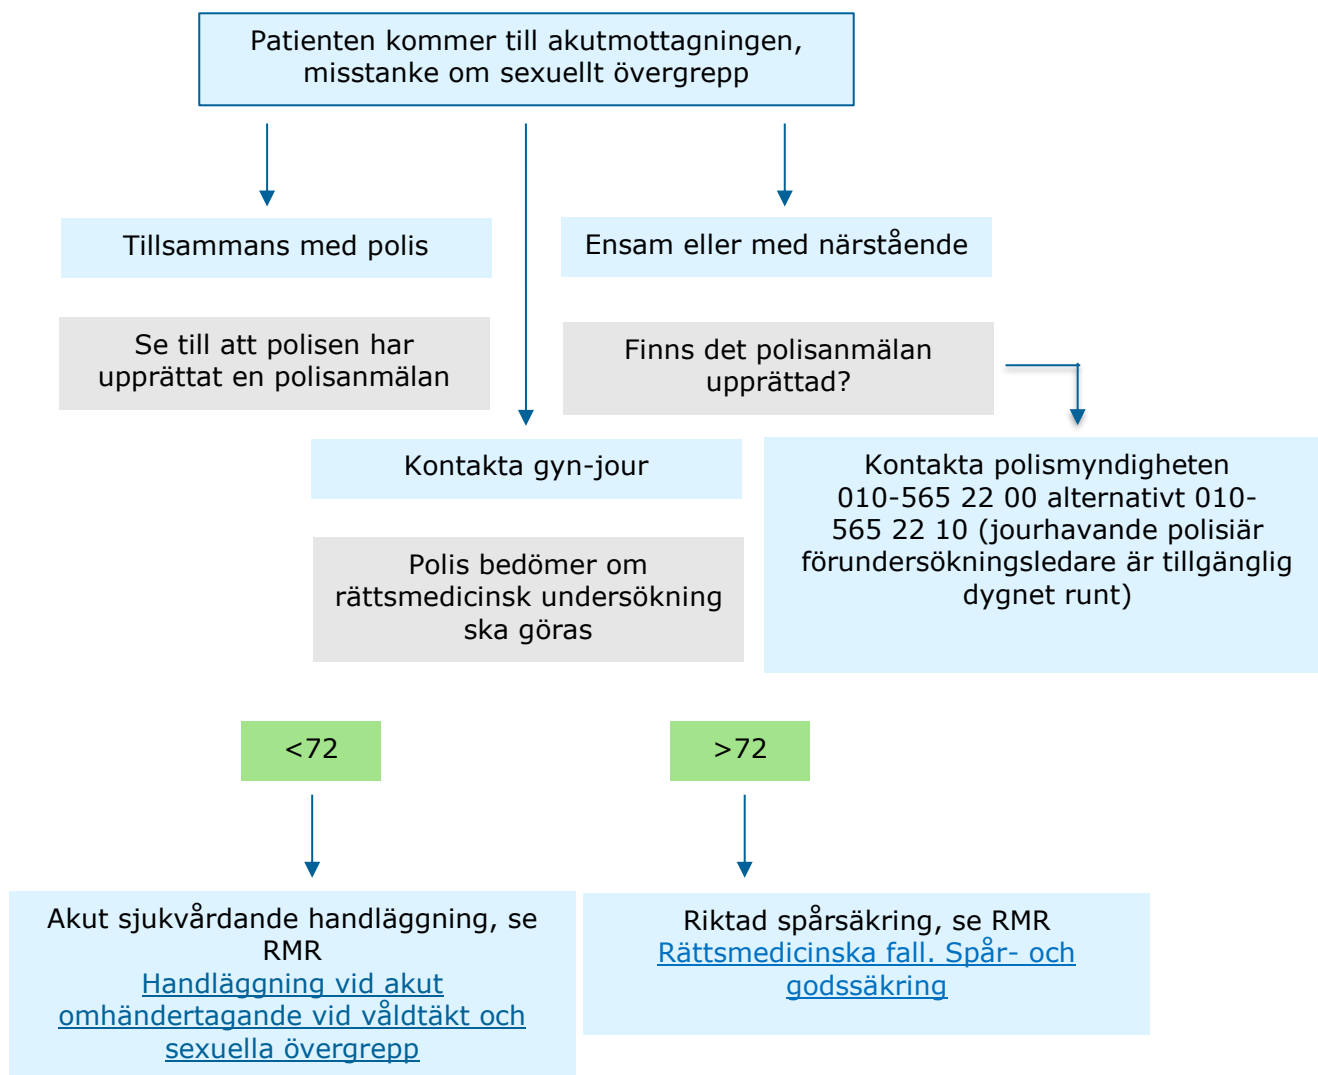 Patienten kommer till akutmottagningen,
misstanke om sexuellt övergrepp
Tillsammans med polis
Ensam eller med närstående
Se till att polisen har
upprättat en polisanmälan
Finns det polisanmälan
upprättad?
Kontakta gyn-jour
Kontakta polismyndigheten
010-565 22 00 alternativt 010-
565 22 10 (jourhavande polisiär
förundersökningsledare är tillgänglig
dygnet runt)
Polis bedömer om
rättsmedicinsk undersökning
ska göras
<72
>72
Akut sjukvårdande handläggning, se
RMR
Handläggning vid akut
omhändertagande vid våldtäkt och
sexuella övergrepp
Riktad spårsäkring, se RMR
Rättsmedicinska fall. Spår- och
godssäkring